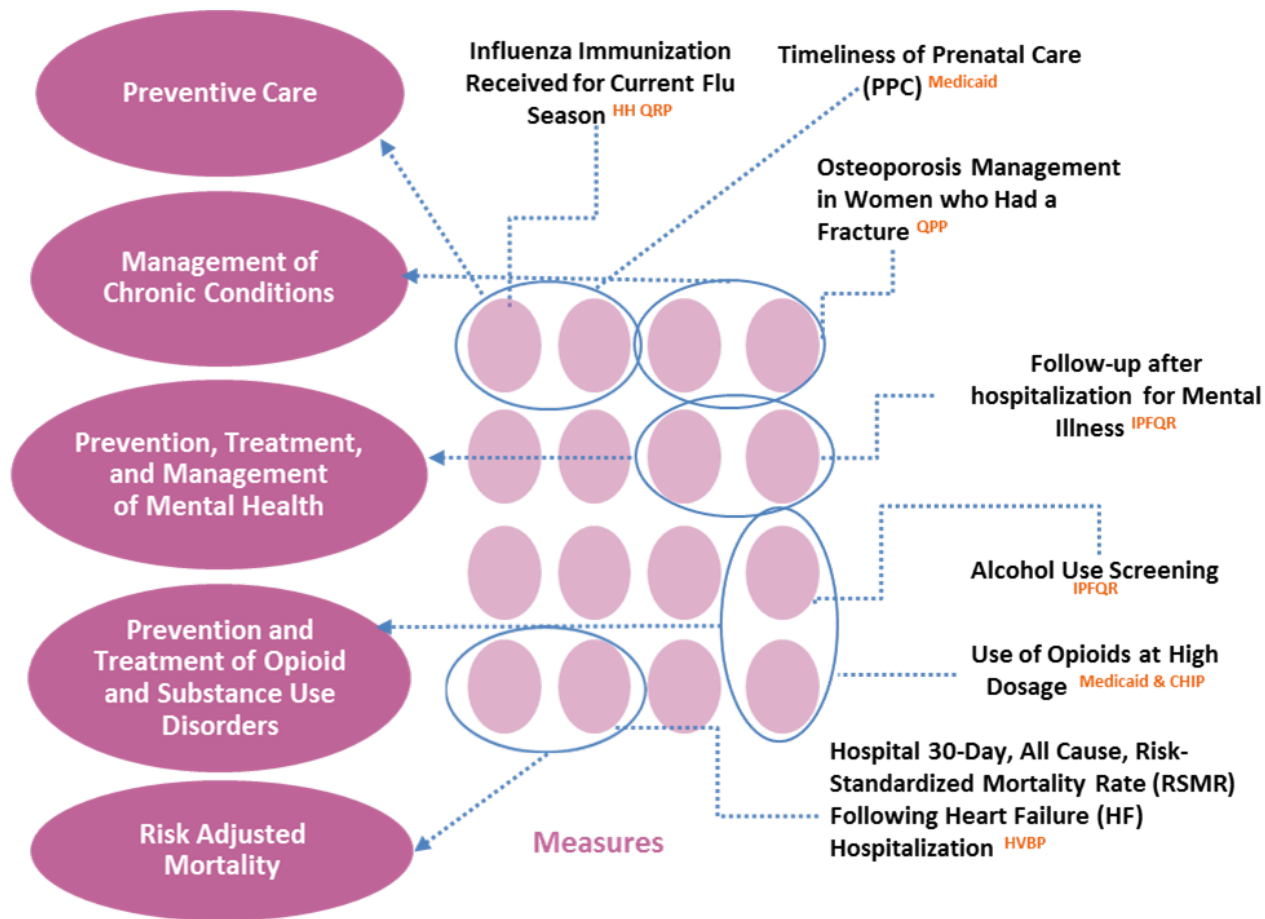 Preventive Care
Management of
Chronic Conditions
Prevention, Treatment,
and Management
of Mental Health
Prevention and
Treatment of Opioid
and Substance Use
Disorders
Risk Adjusted
Mortality
Influenza Immunization
Received for Current Flu
Season HH QRP
Timeliness of Prenatal Care
(PPC) Medicaid
Osteoporosis Management
in Women who Had a
Fracture QPP
Follow-up after
hospitalization for Mental
Illness IPFQR
Alcohol Use Screening
IPFQR
Use of Opioids at High
Dosage Medicaid & CHIP
Hospital 30-Day, All Cause, Risk-
Standardized Mortality Rate (RSMR)
Following Heart Failure (HF)
Hospitalization HVBP
Measures